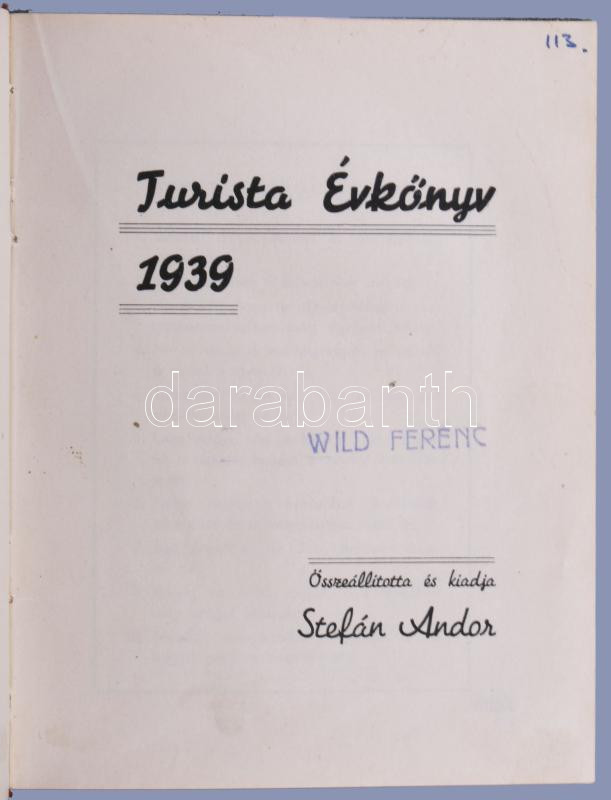 113.
Turista Évkönyv
1939
darabanth
WILD FERENC
Összeállította és kiadja
Stefán Andor